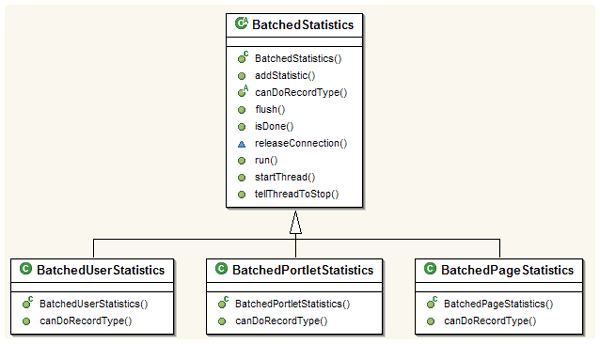 BatchedStatistics
BatchedStatistics()
addStatistic()
canDoRecordType()
flush()
isDone()
releaseConnection()
run()
startThread()
tellThreadToStop()
BatchedUserStatistics
BatchedUserStatistics()
canDoRecordType()
BatchedPortletStatistics
BatchedPortletStatistics()
canDoRecordType()
BatchedPageStatistics
BatchedPageStatistics()
canDoRecordType()